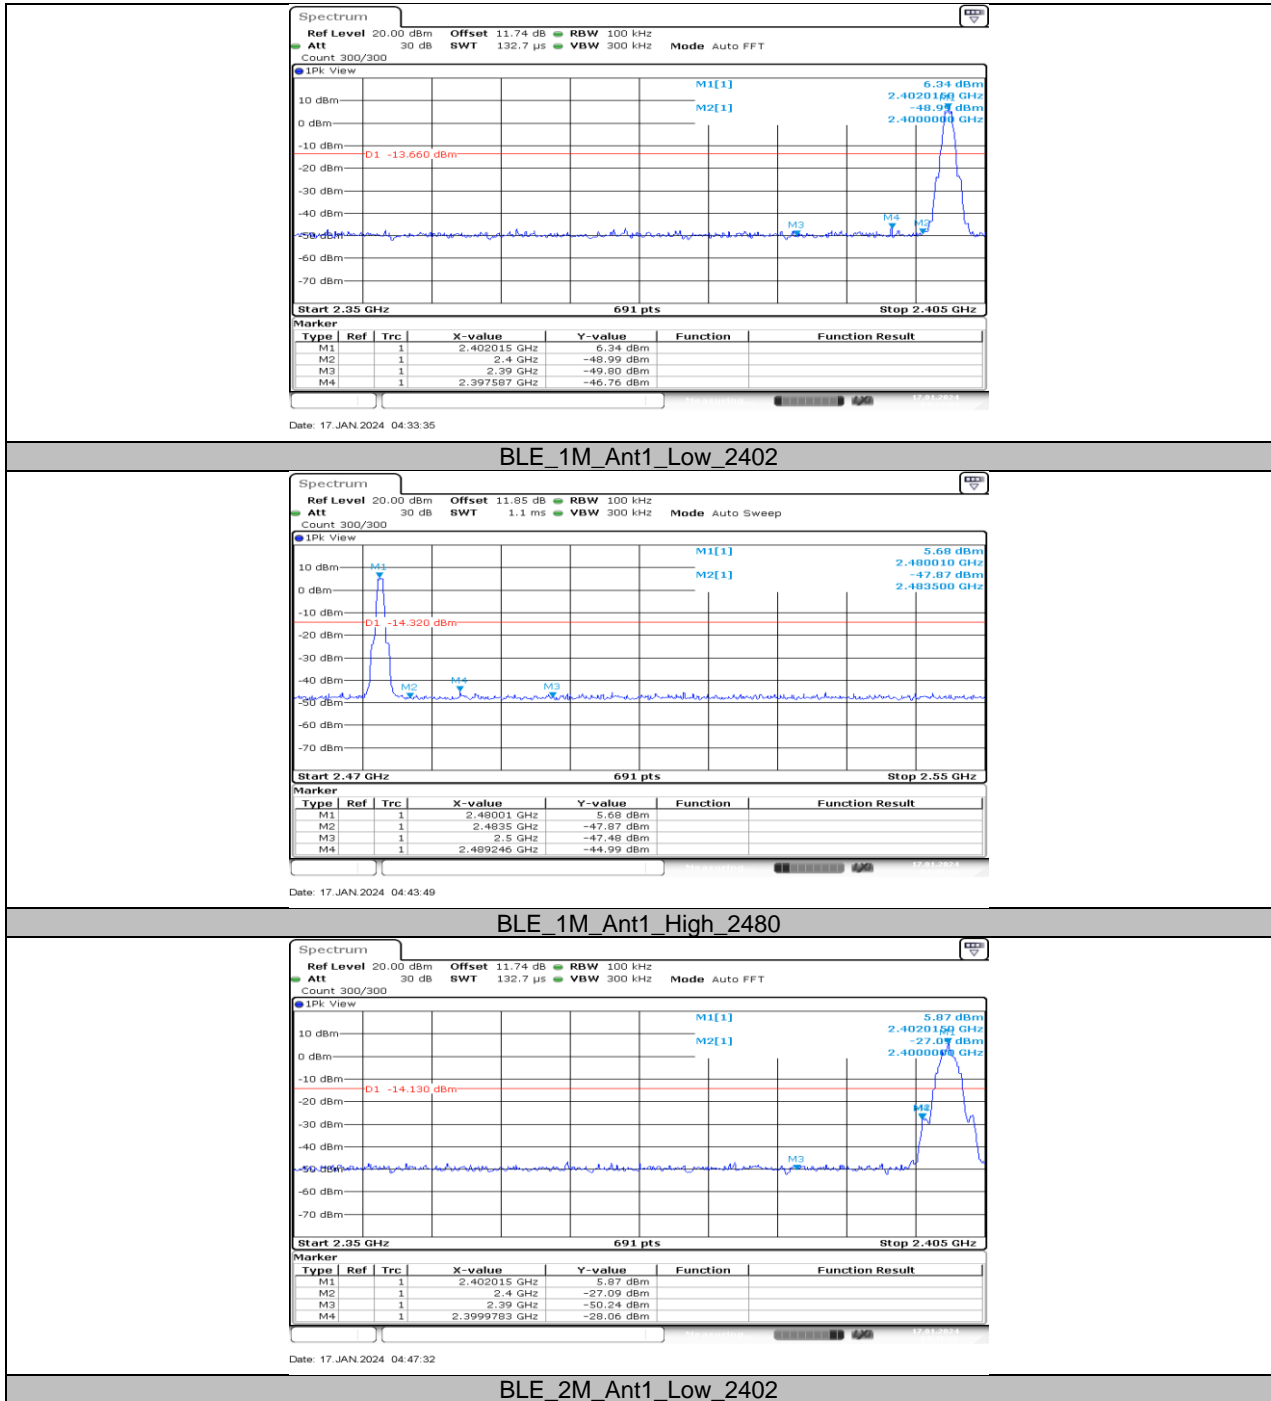 Spectrum
Ref Level 20.00 dBm Offset 11.74 dB RBW 100 kHz
Att 30 dB SWT 132.7 µs VBW 300 kHz Mode Auto FFT
Count 300/300
1Pk View
M1[1] 6.34 dBm
2.4020150 GHz
M2[1] -48.99 dBm
2.4000000 GHz
M1
10 dBm
0 dBm
-10 dBm
D1 -13.660 dBm
-20 dBm
-30 dBm
-40 dBm
M3 M4 M2
-50 dBm
-60 dBm
-70 dBm
Start 2.35 GHz 691 pts Stop 2.405 GHz
Marker
Type Ref Trc X-value Y-value Function Function Result
M1 1 2.402015 GHz 6.34 dBm
M2 1 2.4 GHz -48.99 dBm
M3 1 2.39 GHz -49.80 dBm
M4 1 2.397587 GHz -46.76 dBm
17.01.2024
Date: 17.JAN.2024 04:33:35
BLE_1M_Ant1_Low_2402
Spectrum
Ref Level 20.00 dBm Offset 11.85 dB RBW 100 kHz
Att 30 dB SWT 1.1 ms VBW 300 kHz Mode Auto Sweep
Count 300/300
1Pk View
M1[1] 5.68 dBm
2.480010 GHz
M2[1] -47.87 dBm
2.483500 GHz
10 dBm
M1
0 dBm
-10 dBm
D1 -14.320 dBm
-20 dBm
-30 dBm
-40 dBm
M2 M4 M3
-50 dBm
-60 dBm
-70 dBm
Start 2.47 GHz 691 pts Stop 2.55 GHz
Marker
Type Ref Trc X-value Y-value Function Function Result
M1 1 2.48001 GHz 5.68 dBm
M2 1 2.4835 GHz -47.87 dBm
M3 1 2.5 GHz -47.48 dBm
M4 1 2.489246 GHz -44.99 dBm
17.01.2024
Date: 17.JAN.2024 04:43:49
BLE_1M_Ant1_High_2480
Spectrum
Ref Level 20.00 dBm Offset 11.74 dB RBW 100 kHz
Att 30 dB SWT 132.7 µs VBW 300 kHz Mode Auto FFT
Count 300/300
1Pk View
M1[1] 5.87 dBm
2.4020150 GHz
M2[1] -27.09 dBm
2.4000000 GHz
M1
10 dBm
0 dBm
-10 dBm
D1 -14.130 dBm
-20 dBm
-30 dBm
-40 dBm
M3
-50 dBm
-60 dBm
-70 dBm
Start 2.35 GHz 691 pts Stop 2.405 GHz
Marker
Type Ref Trc X-value Y-value Function Function Result
M1 1 2.402015 GHz 5.87 dBm
M2 1 2.4 GHz -27.09 dBm
M3 1 2.39 GHz -50.24 dBm
M4 1 2.3999783 GHz -28.06 dBm
17.01.2024
Date: 17.JAN.2024 04:47:32
BLE_2M_Ant1_Low_2402